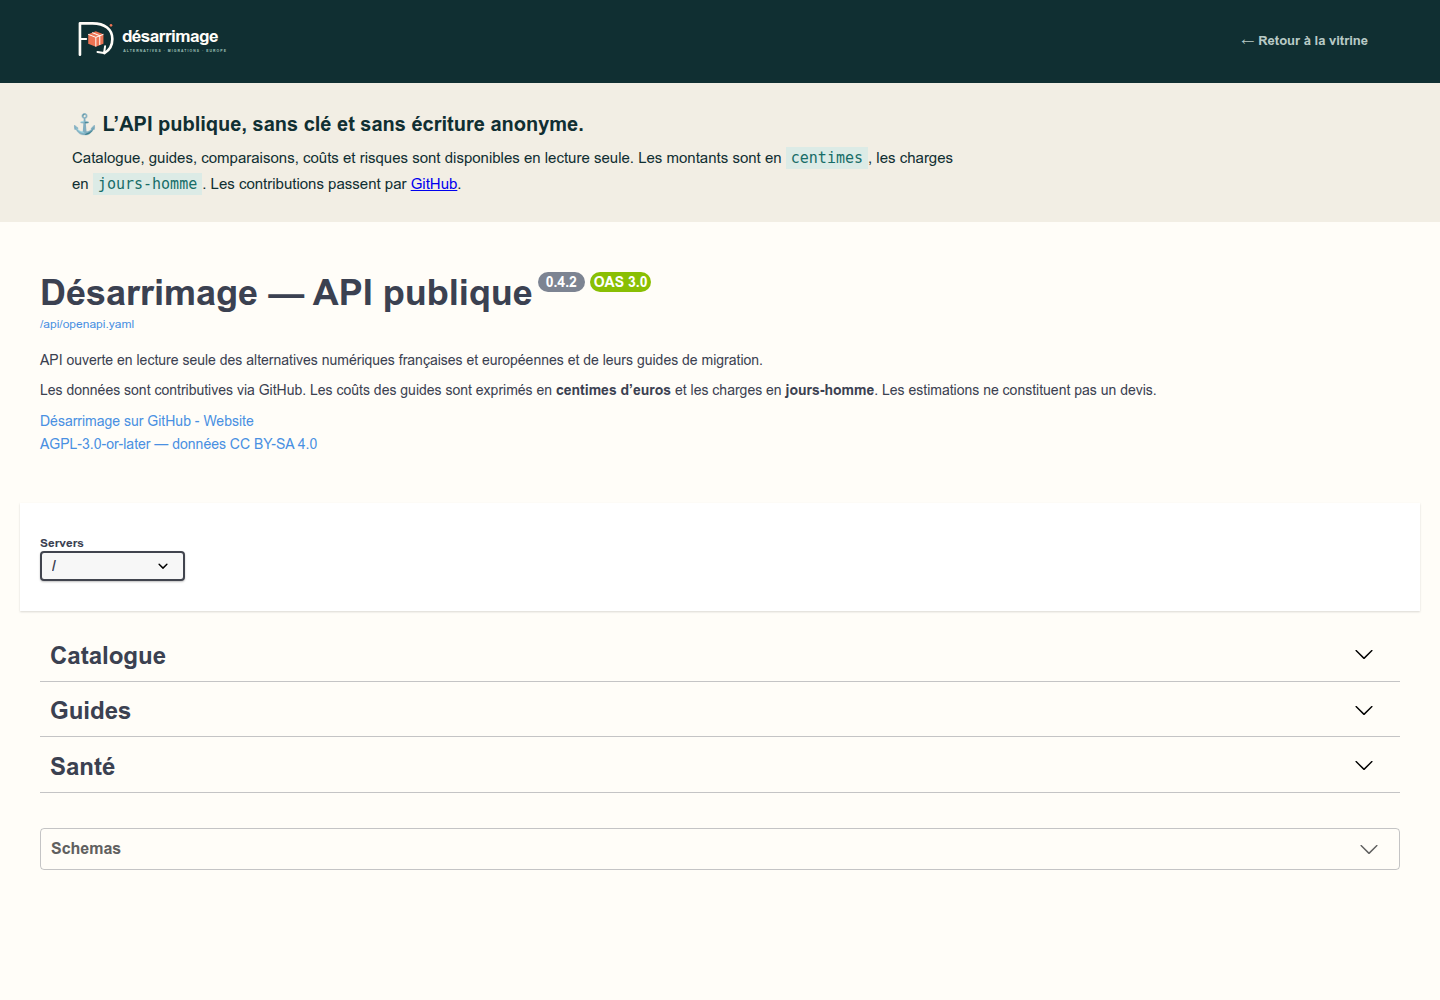 désarrimage
ALTERNATIVES · MIGRATIONS · EUROPE
← Retour à la vitrine
⚓ L’API publique, sans clé et sans écriture anonyme.
Catalogue, guides, comparaisons, coûts et risques sont disponibles en lecture seule. Les montants sont en centimes, les charges
en jours-homme. Les contributions passent par GitHub.
Désarrimage — API publique 0.4.2 OAS 3.0
/api/openapi.yaml
API ouverte en lecture seule des alternatives numériques françaises et européennes et de leurs guides de migration.
Les données sont contributives via GitHub. Les coûts des guides sont exprimés en centimes d’euros et les charges en jours-homme. Les estimations ne constituent pas un devis.
Désarrimage sur GitHub - Website
AGPL-3.0-or-later — données CC BY-SA 4.0
Servers
/
Catalogue
Guides
Santé
Schemas